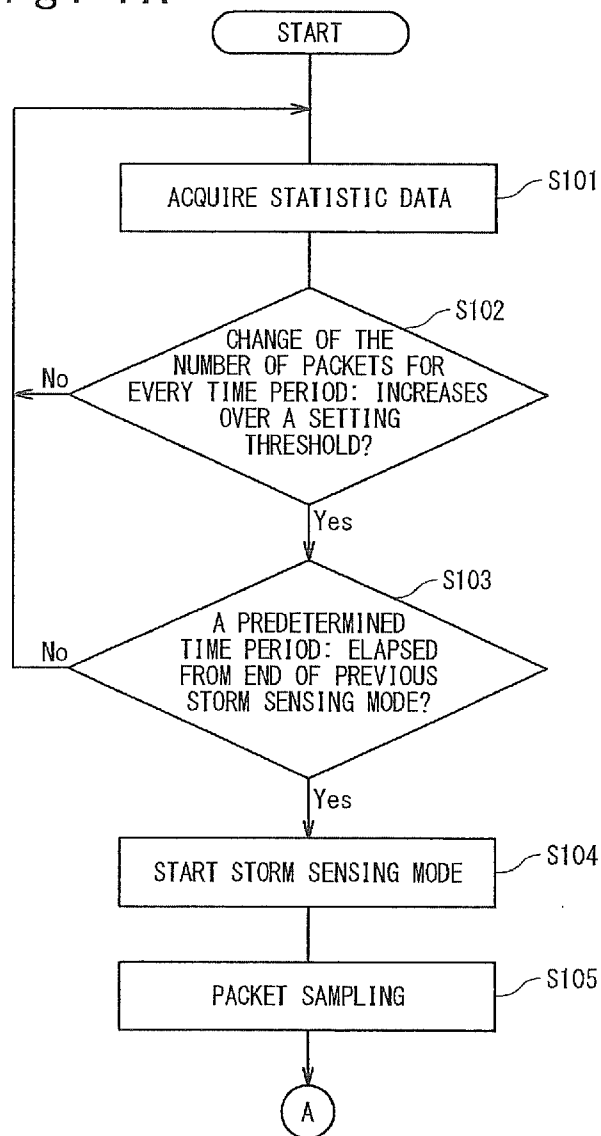 START
ACQUIRE STATISTIC DATA
S101
S102
CHANGE OF THE
NUMBER OF PACKETS FOR
EVERY TIME PERIOD: INCREASES
OVER A SETTING
THRESHOLD?
No
Yes
S103
A PREDETERMINED
TIME PERIOD: ELAPSED
FROM END OF PREVIOUS
STORM SENSING MODE?
No
Yes
START STORM SENSING MODE
S104
PACKET SAMPLING
S105
A